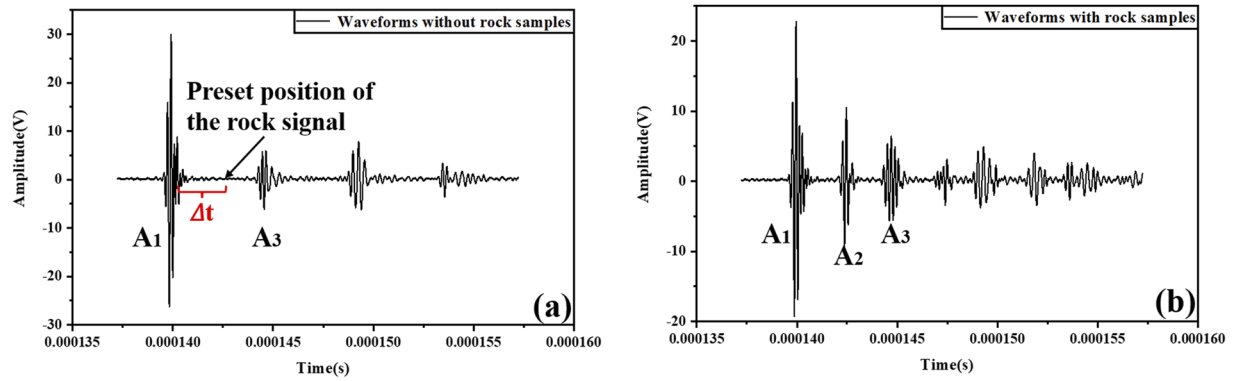 Waveforms without rock samples
Amplitude(V)
30
20
10
0
-10
-20
-30
Preset position of
the rock signal
Δt
A1
A3
(a)
0.000135 0.000140 0.000145 0.000150 0.000155 0.000160
Time(s)
Waveforms with rock samples
Amplitude(V)
20
10
0
-10
-20
A1
A2
A3
(b)
0.000135 0.000140 0.000145 0.000150 0.000155 0.000160
Time(s)